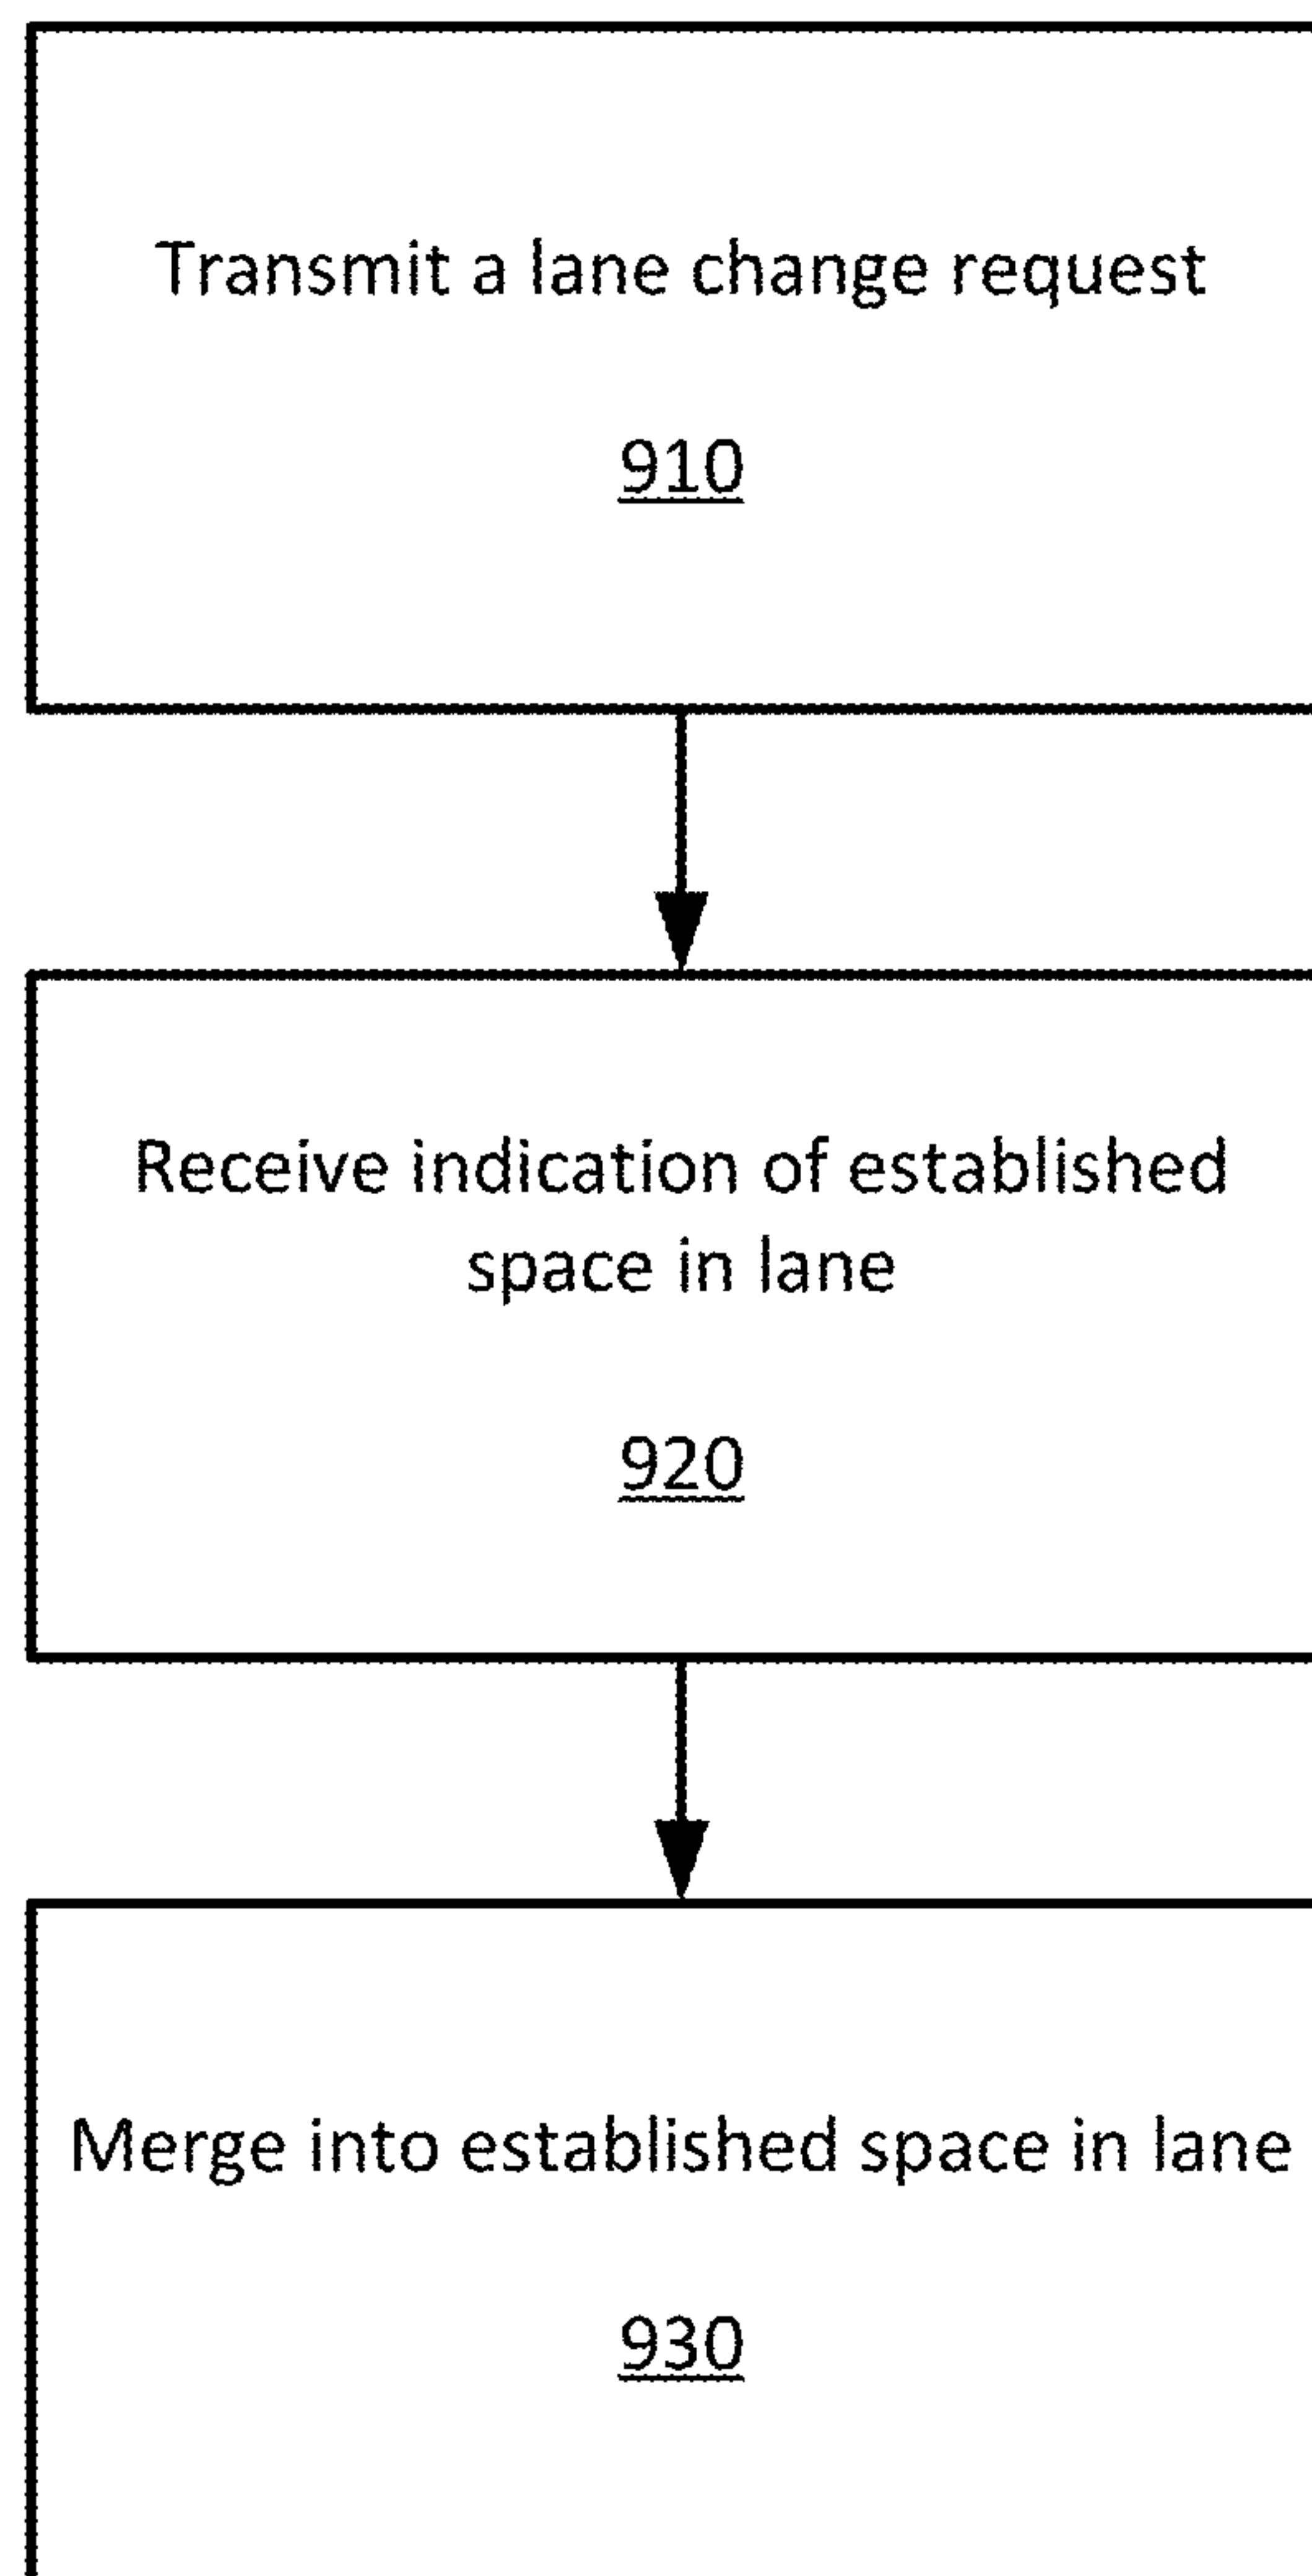 Transmit a lane change request
910
Receive indication of established
space in lane
920
Merge into established space in lane
930